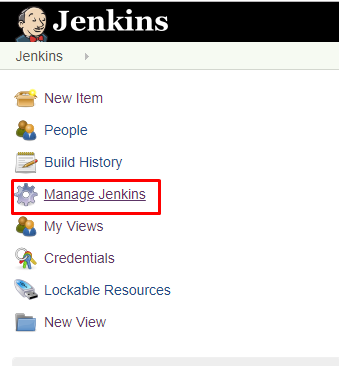 Jenkins
Jenkins
New Item
People
Build History
Manage Jenkins
My Views
Credentials
Lockable Resources
New View